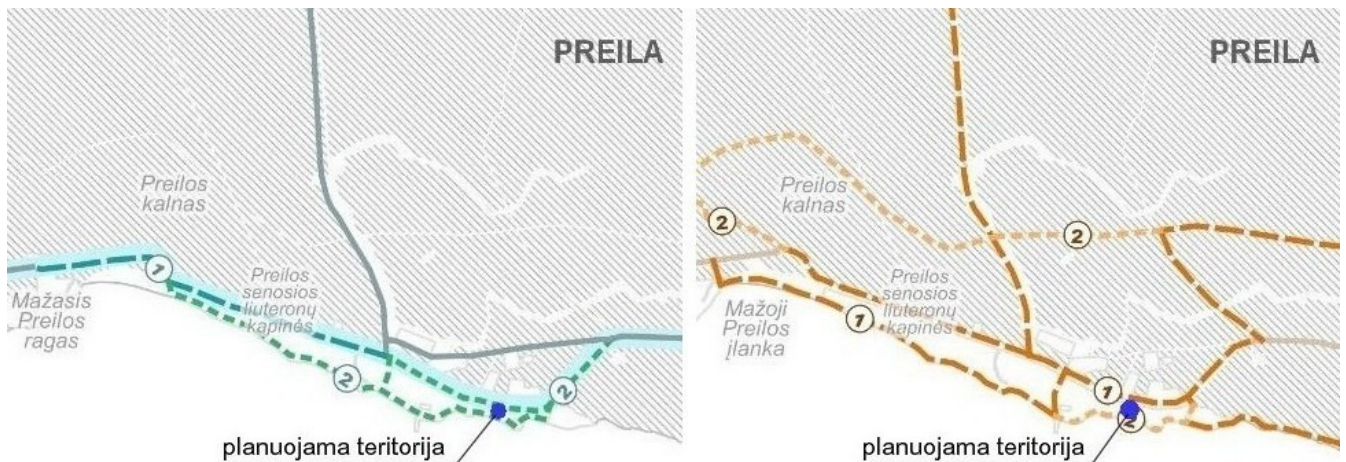 PREILA
Preilos
kalnas
1
Preilos
senosios
liuteronų
kapinės
Mažasis
Preilos
ragas
2
2
planuojama teritorija
PREILA
Preilos
kalnas
2
2
Preilos
senosios
liuteronų
kapinės
Mažoji
Preilos
įlanka
1
1
2
planuojama teritorija